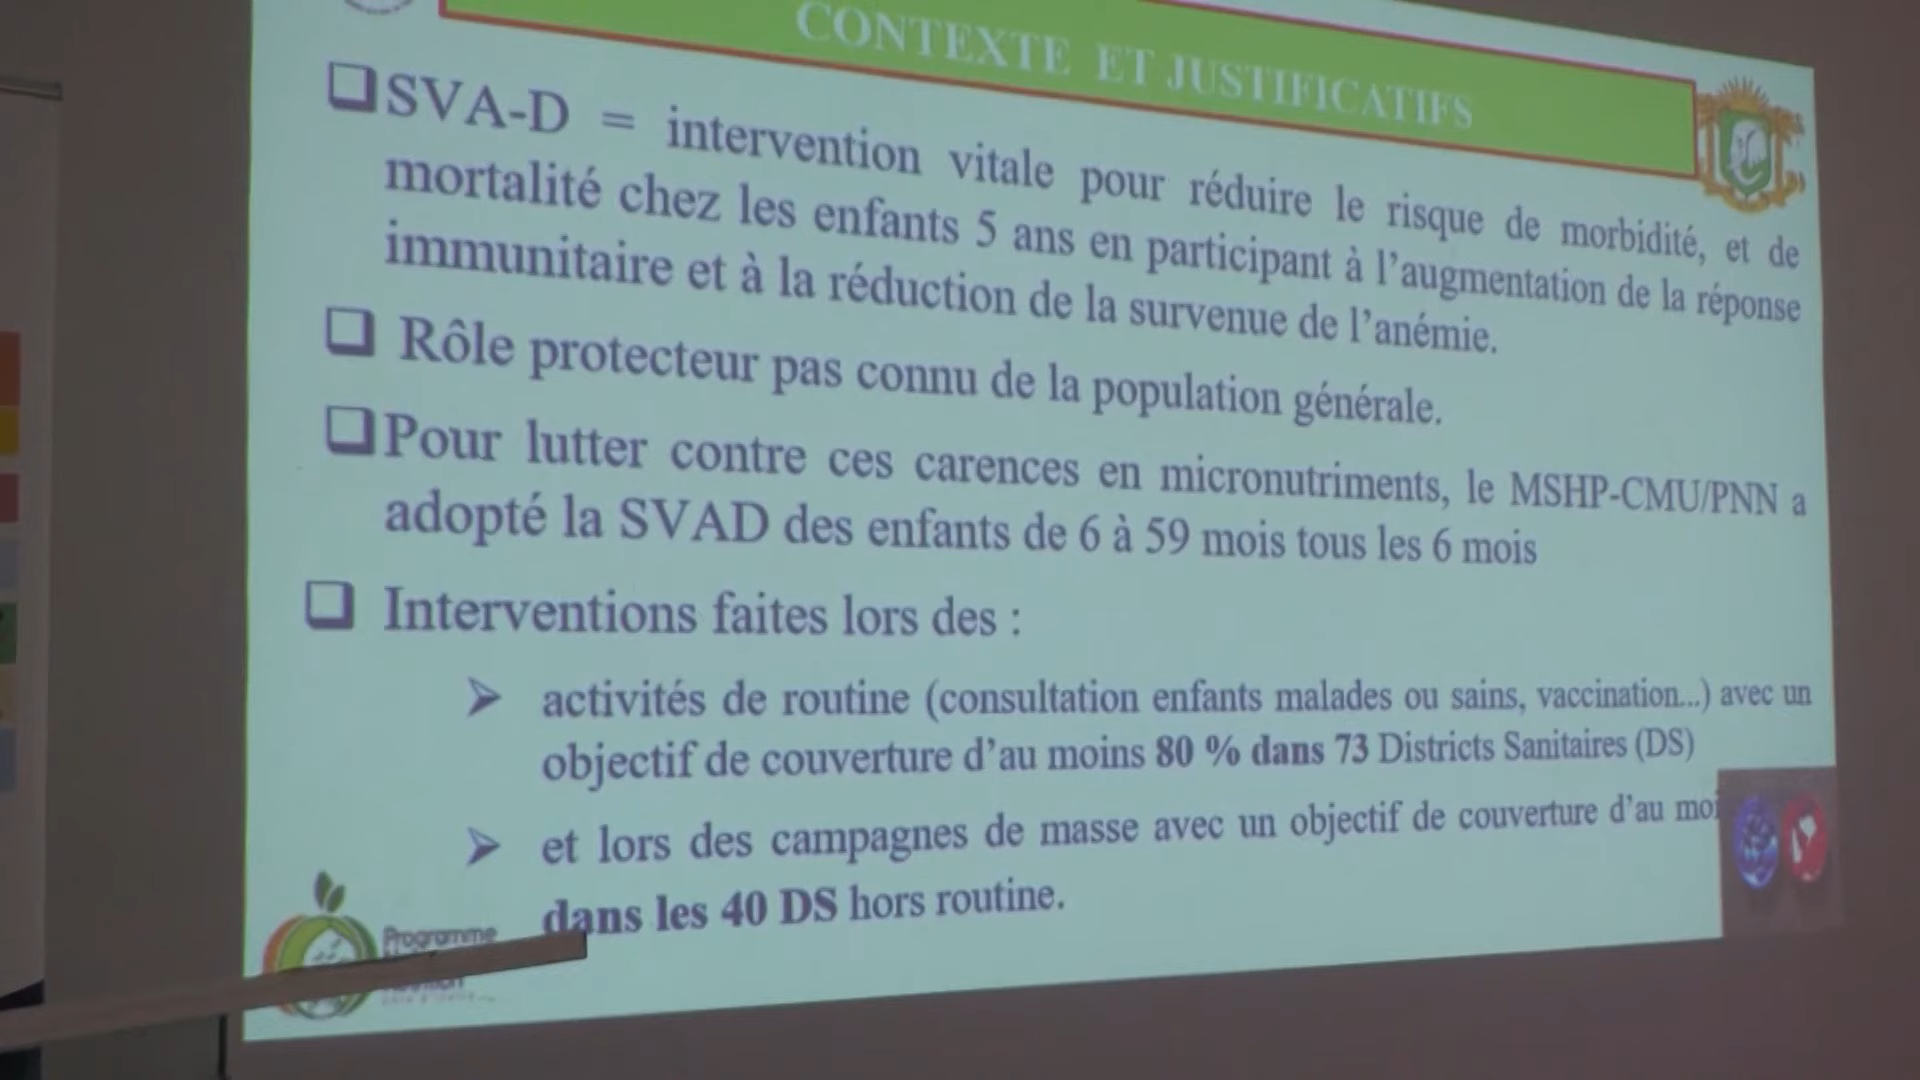 CONTEXTE ET JUSTIFICATIFS
❑SVA-D = intervention vitale pour réduire le risque de morbidité, et de
mortalité chez les enfants 5 ans en participant à l’augmentation de la réponse
immunitaire et à la réduction de la survenue de l’anémie.
❑ Rôle protecteur pas connu de la population générale.
❑Pour lutter contre ces carences en micronutriments, le MSHP-CMU/PNN a
adopté la SVAD des enfants de 6 à 59 mois tous les 6 mois
❑ Interventions faites lors des :
➢ activités de routine (consultation enfants malades ou sains, vaccination...) avec un
objectif de couverture d’au moins 80 % dans 73 Districts Sanitaires (DS)
➢ et lors des campagnes de masse avec un objectif de couverture d’au moi
dans les 40 DS hors routine.
Programme